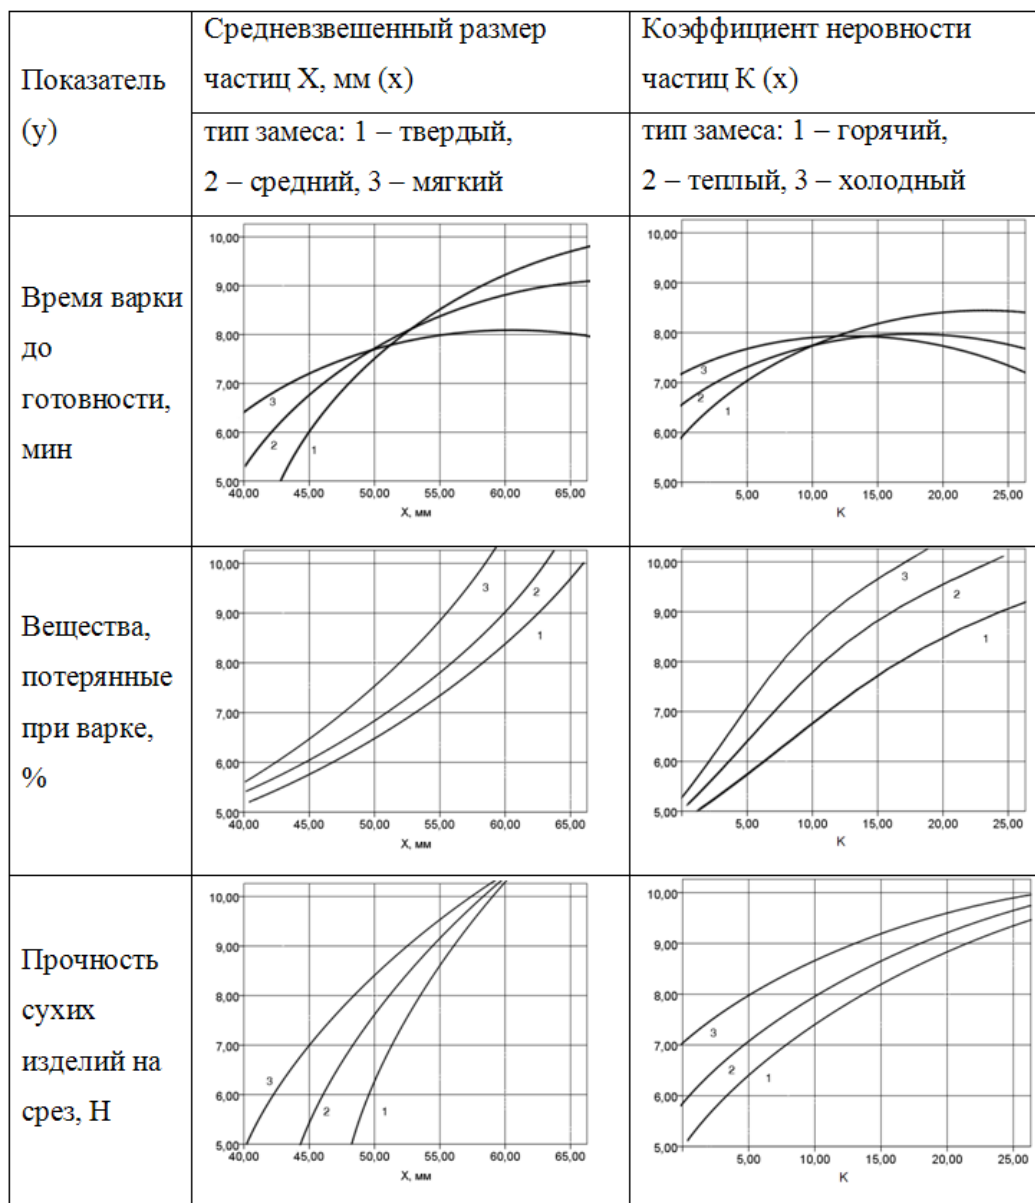 Показатель
(y)
Средневзвешенный размер
частиц X, мм (x)
Коэффициент неровности
частиц К (x)
тип замеса: 1 – твердый,
2 – средний, 3 – мягкий
тип замеса: 1 – горячий,
2 – теплый, 3 – холодный
Время варки
до
готовности,
мин
10,00
9,00
8,00
7,00
6,00
5,00
3
2
1
40,00 45,00 50,00 55,00 60,00 65,00
X, мм
10,00
9,00
8,00
7,00
6,00
5,00
3
2
1
5,00 10,00 15,00 20,00 25,00
K
Вещества,
потерянные
при варке,
%
10,00
9,00
8,00
7,00
6,00
5,00
3
2
1
40,00 45,00 50,00 55,00 60,00 65,00
X, мм
10,00
9,00
8,00
7,00
6,00
5,00
3
2
1
5,00 10,00 15,00 20,00 25,00
K
Прочность
сухих
изделий на
срез, Н
10,00
9,00
8,00
7,00
6,00
5,00
3
2
1
40,00 45,00 50,00 55,00 60,00 65,00
X, мм
10,00
9,00
8,00
7,00
6,00
5,00
3
2
1
5,00 10,00 15,00 20,00 25,00
K